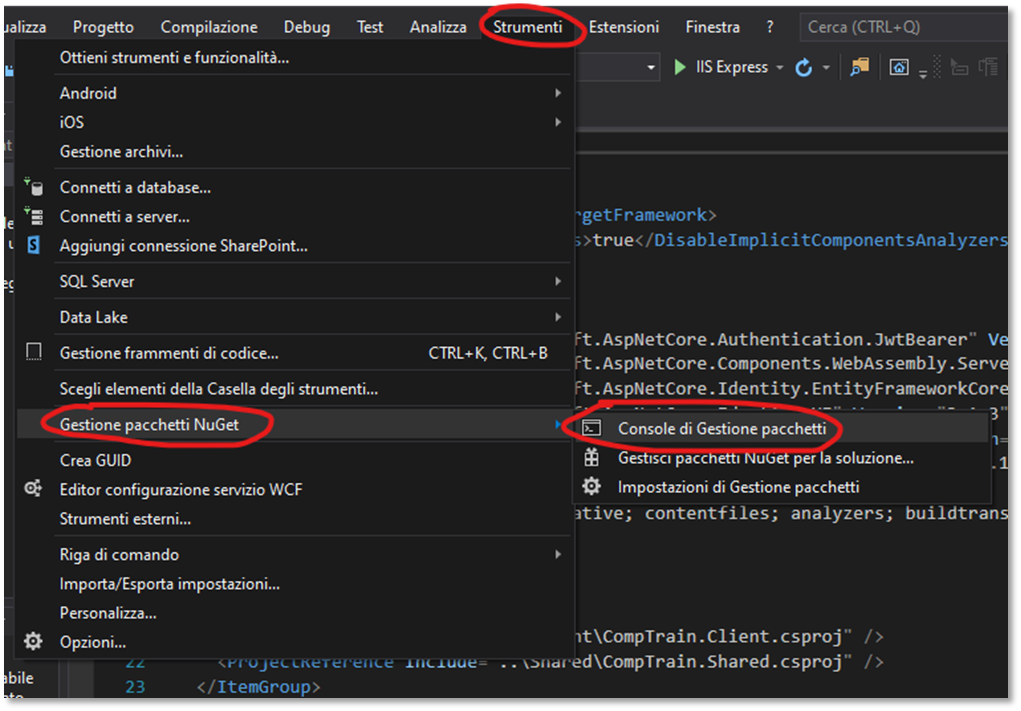 Progetto Compilazione Debug Test Analizza Strumenti Estensioni Finestra ? Cerca (CTRL+Q)
Ottieni strumenti e funzionalità...
IIS Express
Android
iOS
Gestione archivi...
Connetti a database...
Connetti a server...
rgetFramework>
Aggiungi connessione SharePoint...
>true</DisableImplicitComponentsAnalyzers
SQL Server
Data Lake
ft.AspNetCore.Authentication.JwtBearer" Ve
Gestione frammenti di codice... CTRL+K, CTRL+B
ft.AspNetCore.Components.WebAssembly.Serve
Scegli elementi della Casella degli strumenti...
ft.AspNetCore.Identity.EntityFrameworkCore
Gestione pacchetti NuGet
Console di Gestione pacchetti
Crea GUID
Gestisci pacchetti NuGet per la soluzione...
Editor configurazione servizio WCF
Impostazioni di Gestione pacchetti
Strumenti esterni...
ative; contentfiles; analyzers; buildtrans
Riga di comando
Importa/Esporta impostazioni...
Personalizza...
Opzioni...
nt\CompTrain.Client.csproj" />
22 <ProjectReference Include="..\Shared\CompTrain.Shared.csproj" />
23 </ItemGroup>